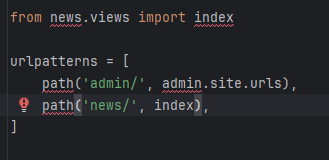 from news.views import index
urlpatterns = [
path('admin/', admin.site.urls),
path('news/', index),
]